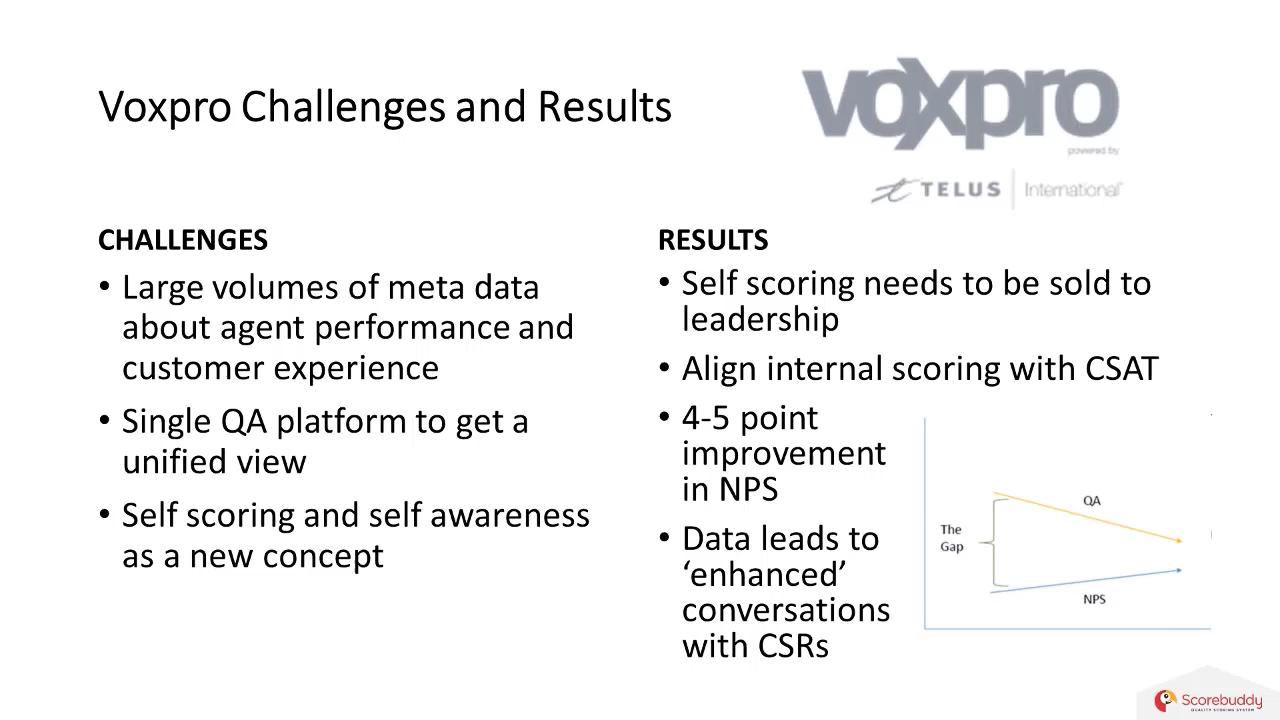 Voxpro Challenges and Results
voxpro
powered by
TELUS International
CHALLENGES
• Large volumes of meta data
about agent performance and
customer experience
• Single QA platform to get a
unified view
• Self scoring and self awareness
as a new concept
RESULTS
• Self scoring needs to be sold to
leadership
• Align internal scoring with CSAT
• 4-5 point
improvement
in NPS
• Data leads to
‘enhanced’
conversations
with CSRs
QA
The
Gap
NPS
Scorebuddy
QUALITY SCORING SYSTEM